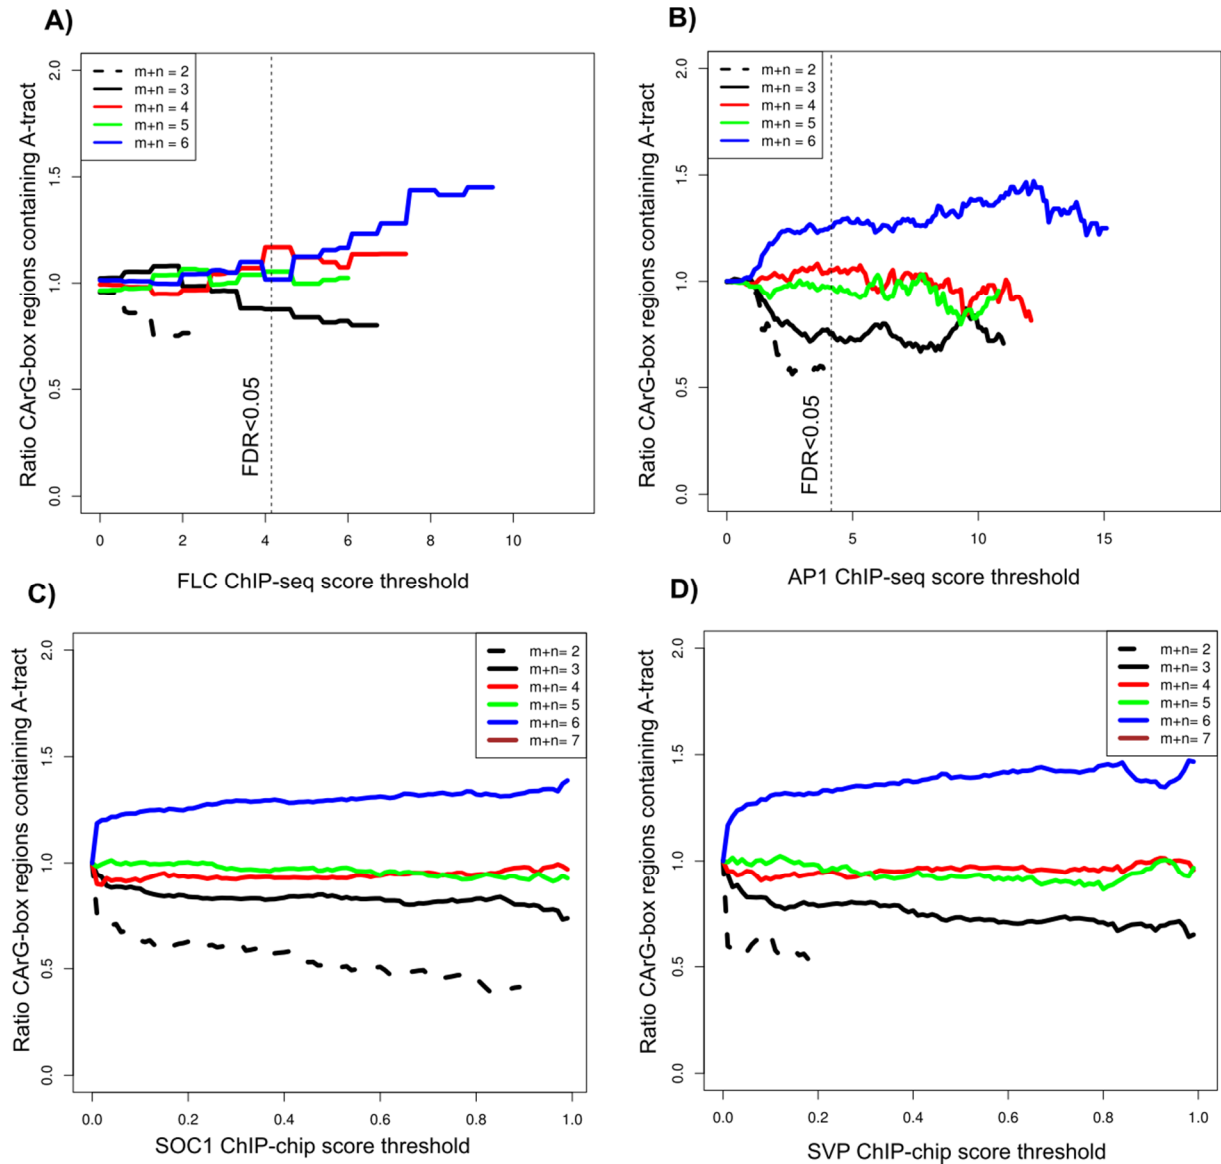 A)
Ratio CArG-box regions containing A-tract
2.0
1.5
1.0
0.5
0.0
m+n = 2
m+n = 3
m+n = 4
m+n = 5
m+n = 6
FDR<0.05
0 2 4 6 8 10
FLC ChIP-seq score threshold
B)
Ratio CArG-box regions containing A-tract
2.0
1.5
1.0
0.5
0.0
m+n = 2
m+n = 3
m+n = 4
m+n = 5
m+n = 6
FDR<0.05
0 5 10 15
AP1 ChIP-seq score threshold
C)
Ratio CArG-box regions containing A-tract
2.0
1.5
1.0
0.5
0.0
m+n= 2
m+n= 3
m+n= 4
m+n= 5
m+n= 6
m+n= 7
0.0 0.2 0.4 0.6 0.8 1.0
SOC1 ChIP-chip score threshold
D)
Ratio CArG-box regions containing A-tract
2.0
1.5
1.0
0.5
0.0
m+n= 2
m+n= 3
m+n= 4
m+n= 5
m+n= 6
m+n= 7
0.0 0.2 0.4 0.6 0.8 1.0
SVP ChIP-chip score threshold